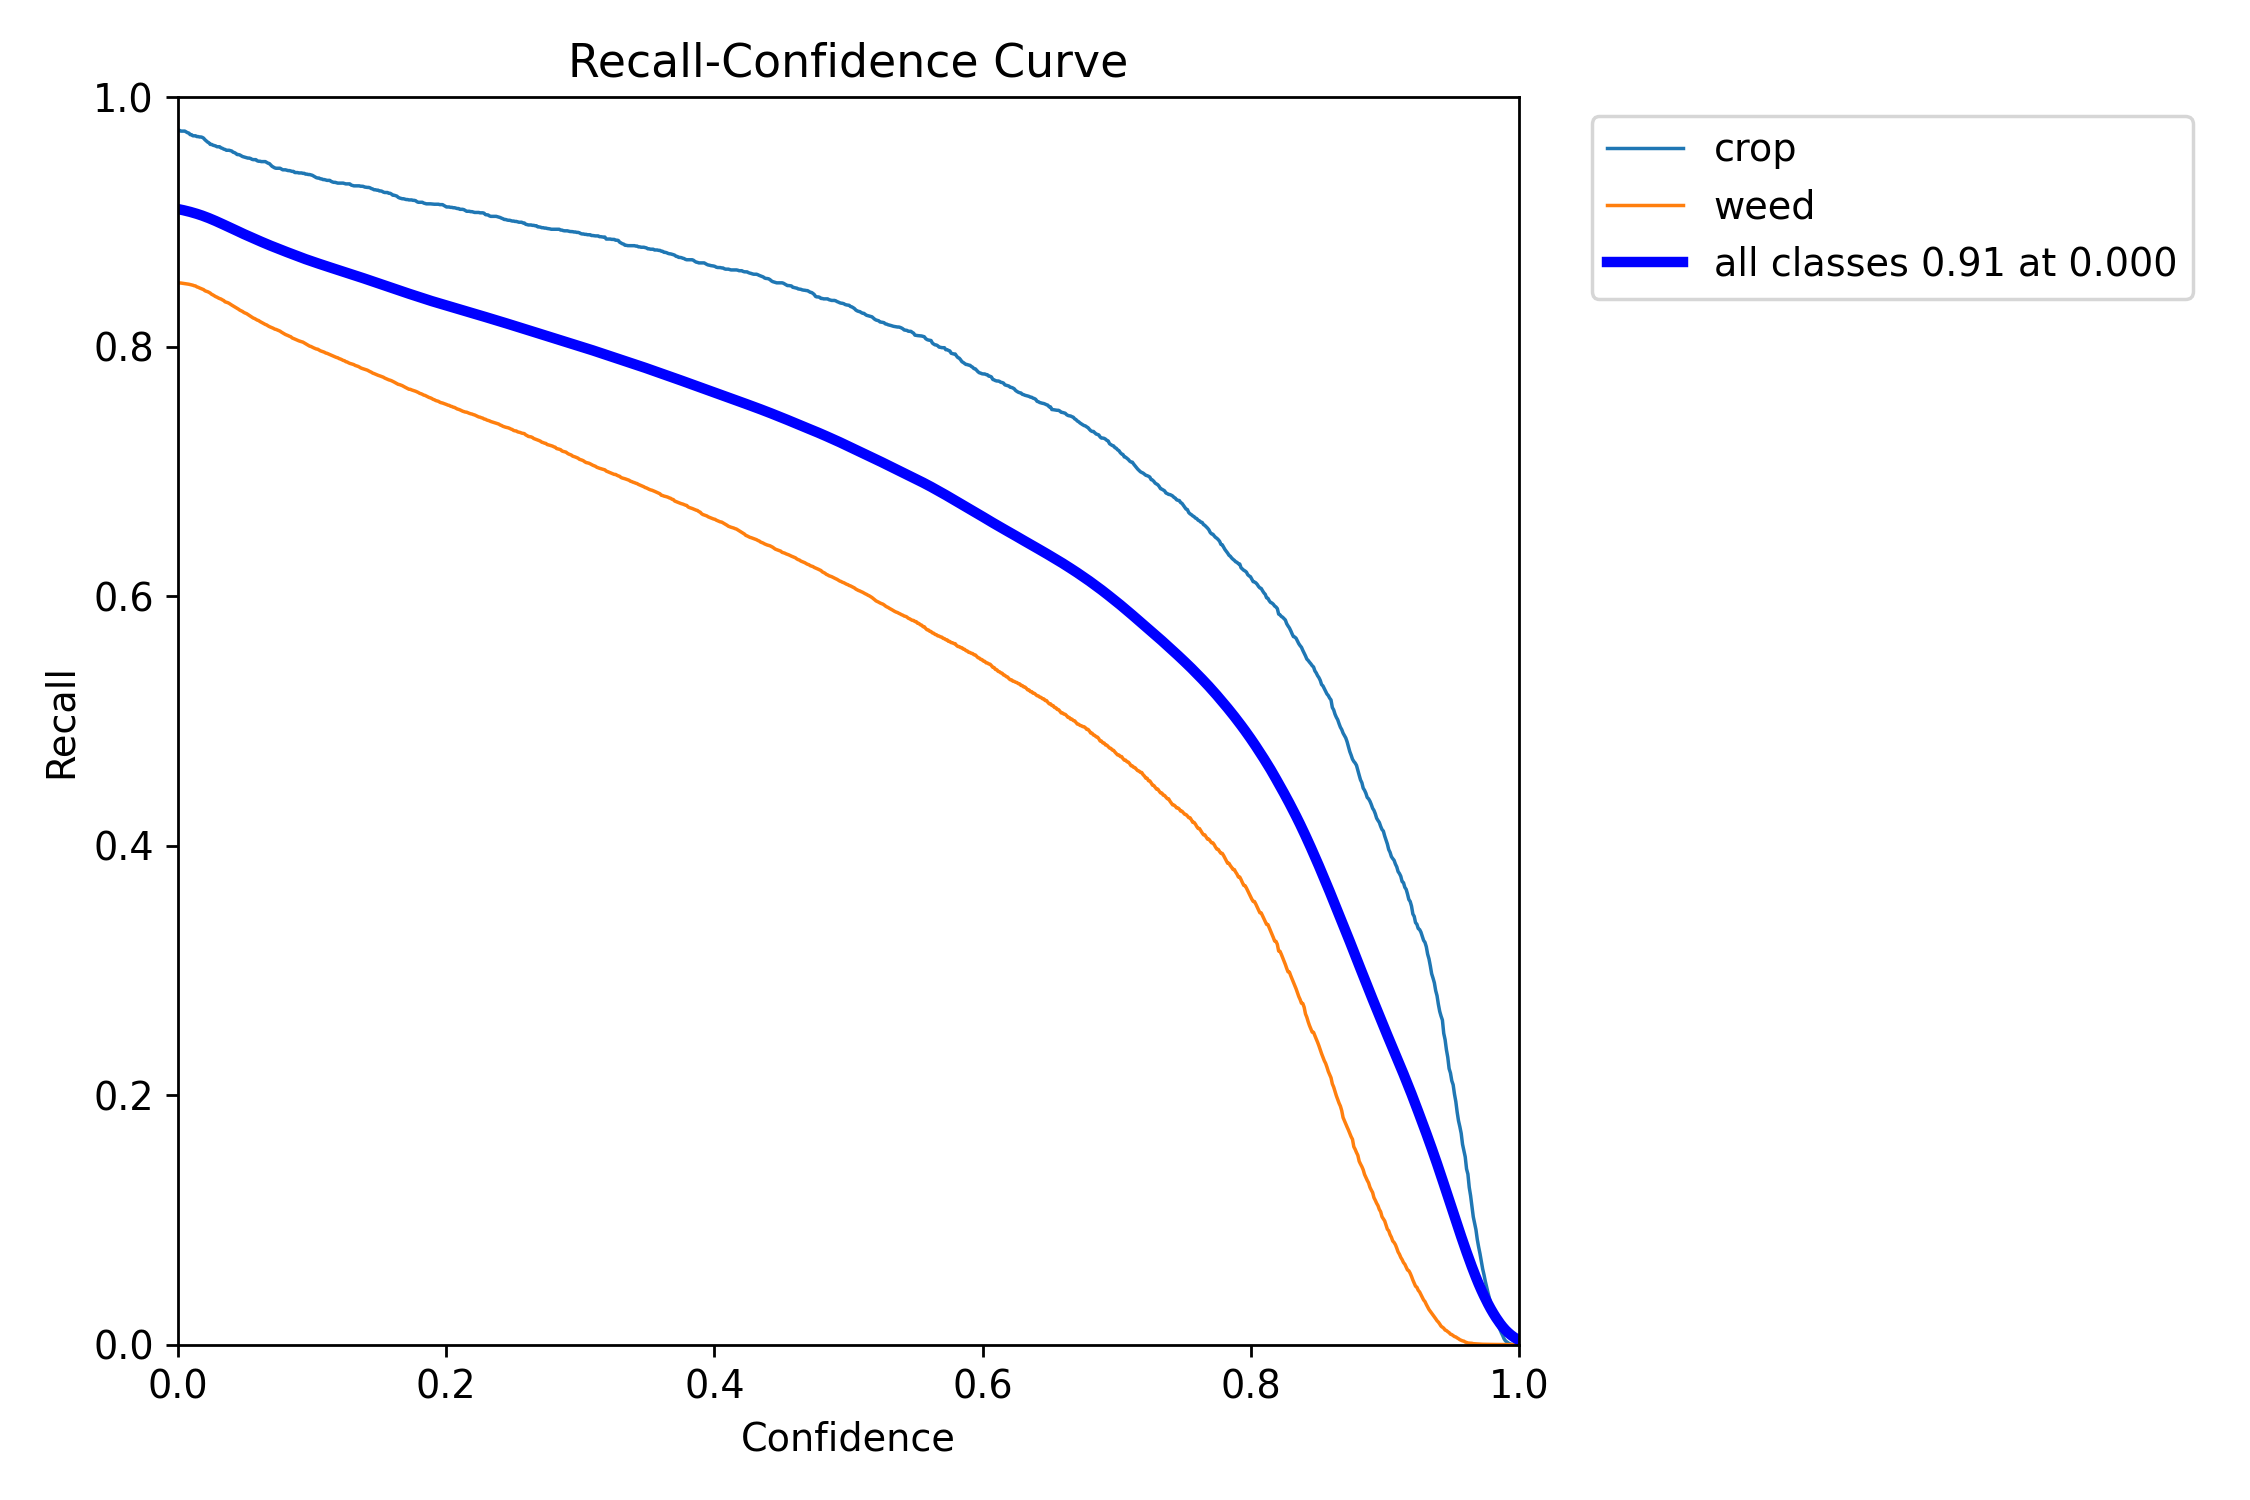 Recall-Confidence Curve
crop
weed
all classes 0.91 at 0.000
1.0
0.8
0.6
0.4
0.2
0.0
Recall
0.0 0.2 0.4 0.6 0.8 1.0
Confidence